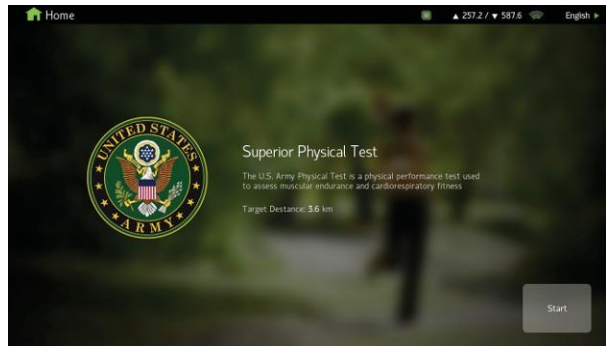 Home
▲ 257.2 / ▼ 587.6
English ▶
UNITED STATES
ARMY
Superior Physical Test
The U.S. Army Physical Test is a physical performance test used
to assess muscular endurance and cardiorespiratory fitness
Target Destance: 3.6 km
Start